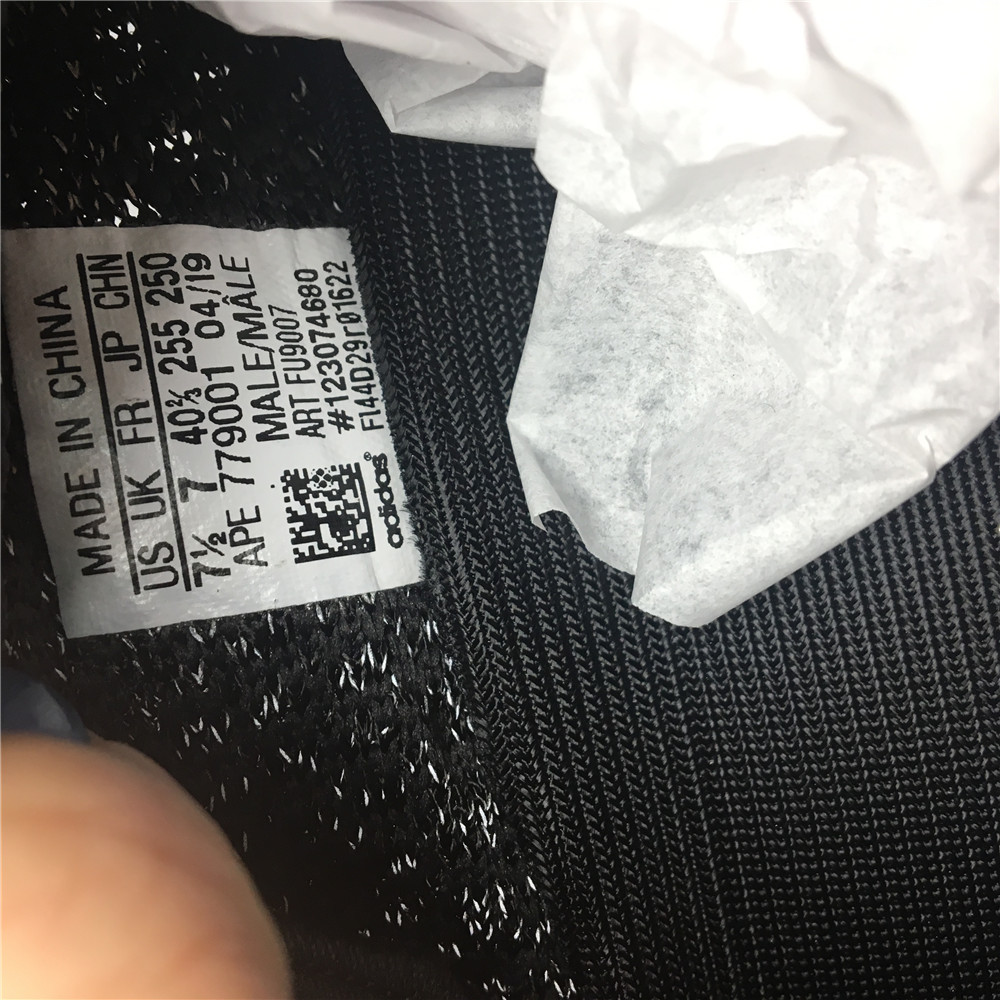 MADE IN CHINA
US UK FR JP CHN
7½ 7 40⅔ 255 250
APE 779001 04/19
MALE/MÂLE
ART FU9007
#123074680
F144D29r01622
adidas®